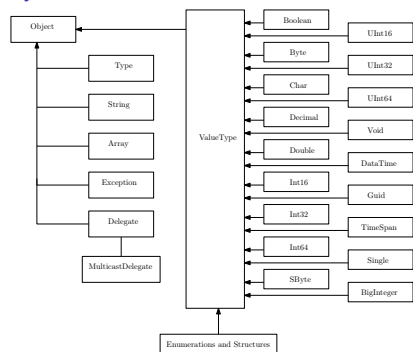 Object
Type
String
Array
Exception
Delegate
MulticastDelegate
ValueType
Enumerations and Structures
Boolean
Byte
Char
Decimal
Double
Int16
Int32
Int64
SByte
UInt16
UInt32
UInt64
Void
DataTime
Guid
TimeSpan
Single
BigInteger